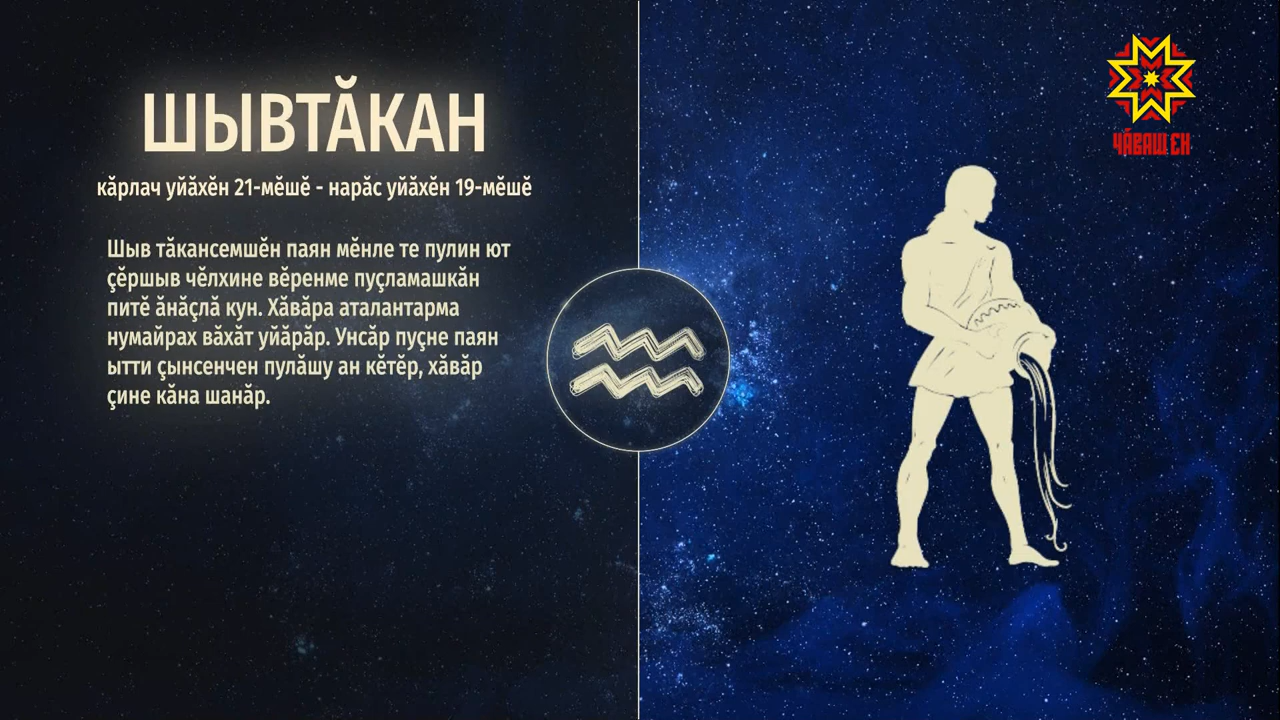 ШЫВТӐКАН
кӑрлач уйӑхӗн 21-мӗшӗ - нарӑс уйӑхӗн 19-мӗшӗ
Шыв тӑкансемшӗн паян мӗнле те пулин ют
ҫӗршыв чӗлхине вӗренме пуҫламашкӑн
питӗ ӑнӑҫлӑ кун. Хӑвӑра аталантарма
нумайрах вӑхӑт уйӑрӑр. Унсӑр пуҫне паян
ытти ҫынсенчен пулӑшу ан кӗтӗр, хӑвӑр
ҫине кӑна шанӑр.
ЧӐВАШ ЕН